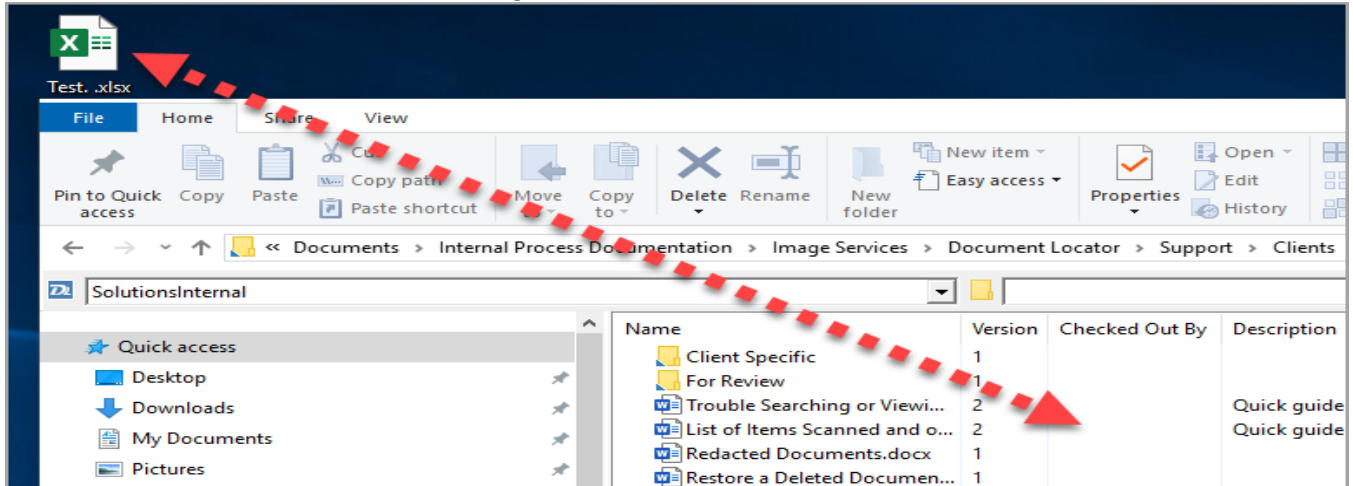 Test. .xlsx
File Home Share View
Pin to Quick access Copy Paste
Copy path
Paste shortcut
Move to
Copy to
Delete Rename
New folder
New item
Easy access
Properties
Open
Edit
History
« Documents > Internal Process Documentation > Image Services > Document Locator > Support > Clients
SolutionsInternal
Name Version Checked Out By Description
Quick access
Desktop
Downloads
My Documents
Pictures
Client Specific 1
For Review 1
Trouble Searching or Viewi... 2 Quick guide
List of Items Scanned and o... 2 Quick guide
Redacted Documents.docx 1
Restore a Deleted Documen... 1